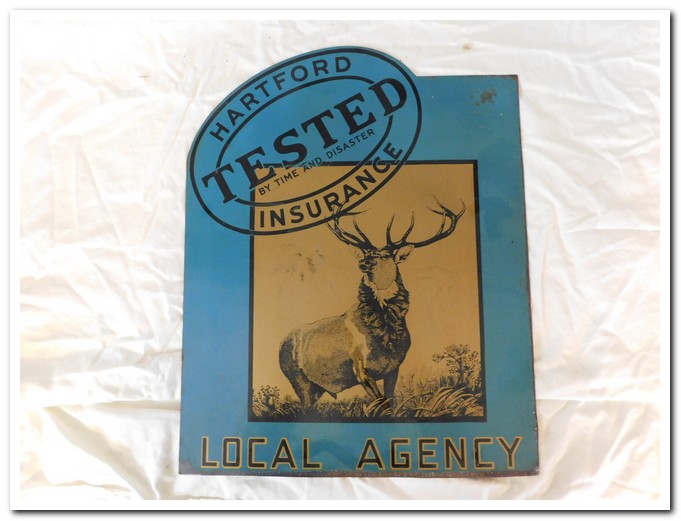 HARTFORD
TESTED
BY TIME AND DISASTER
INSURANCE
LOCAL AGENCY